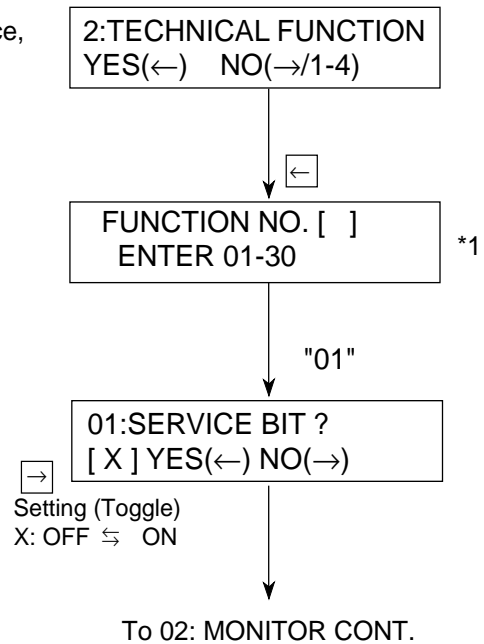 ce,
2:TECHNICAL FUNCTION
YES(←) NO(→/1-4)
←
FUNCTION NO. [ ]
ENTER 01-30
*1
"01"
01:SERVICE BIT ?
[ X ] YES(←) NO(→)
→
Setting (Toggle)
X: OFF ⇆ ON
To 02: MONITOR CONT.